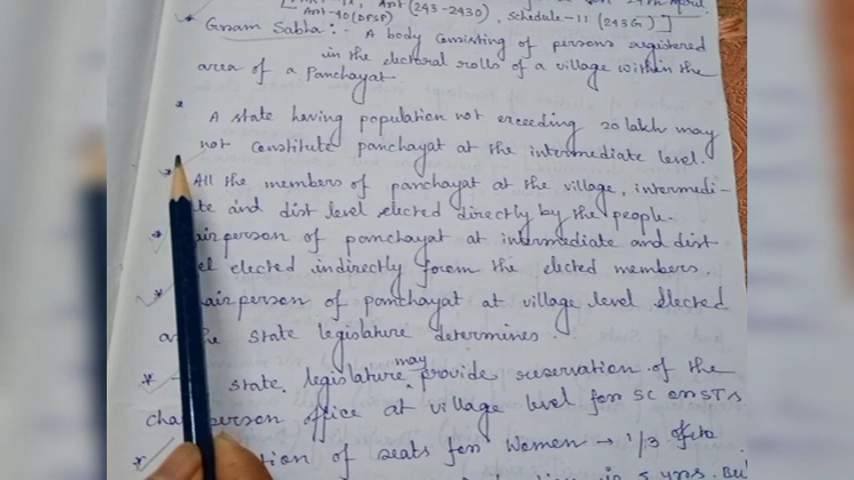 Art-40 (DPSP), Art (243-243O), Schedule-11 (243G)]
Gram Sabha:- A body consisting of persons registered
in the electoral rolls of a village within the
area of a Panchayat
A state having population not exceeding 20 lakh may
not constitute panchayat at the intermediate level.
All the members of panchayat at the village, intermedi-
te and dist level elected directly by the people.
airperson of panchayat at intermediate and dist
el elected indirectly from the elected members.
airperson of panchayat at village level elected
as the state legislature determines.
state legislature may provide reservation of the
chairperson office at village level for SC or STs
tion of seats for Women → 1/3 of
in 5 yrs.